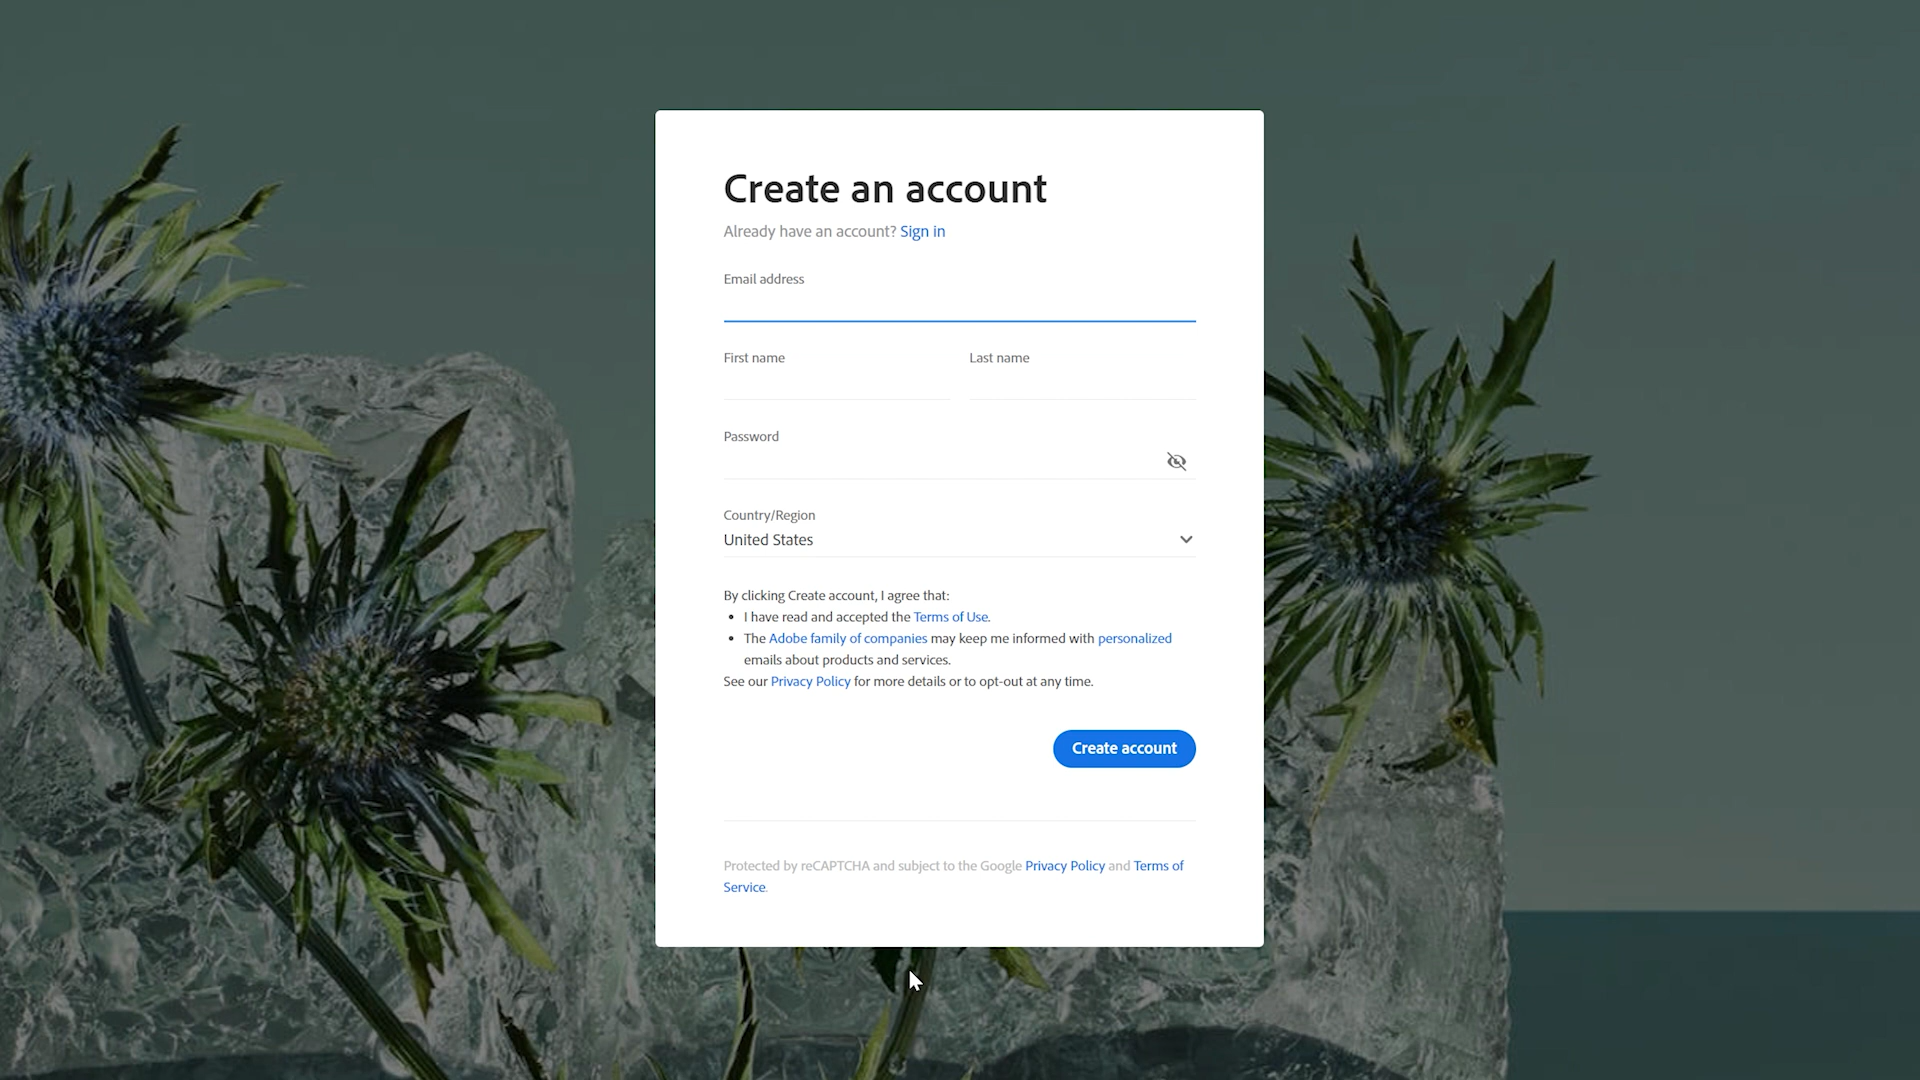 Create an account
Already have an account? Sign in
Email address
First name
Last name
Password
Country/Region
United States
By clicking Create account, I agree that:
• I have read and accepted the Terms of Use.
• The Adobe family of companies may keep me informed with personalized
emails about products and services.
See our Privacy Policy for more details or to opt-out at any time.
Create account
Protected by reCAPTCHA and subject to the Google Privacy Policy and Terms of
Service.